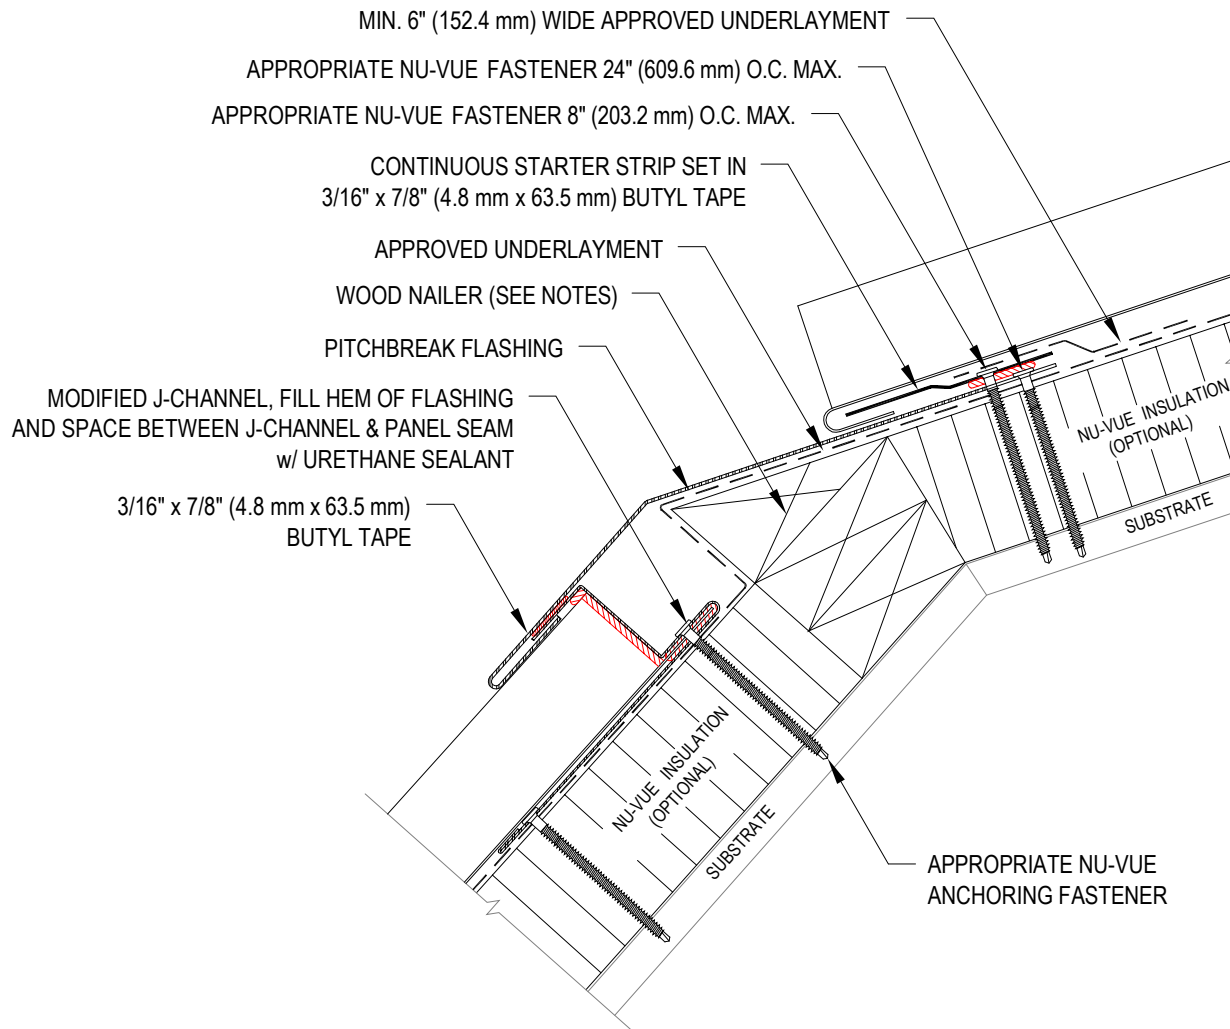 MIN. 6" (152.4 mm) WIDE APPROVED UNDERLAYMENT
APPROPRIATE NU-VUE FASTENER 24" (609.6 mm) O.C. MAX.
APPROPRIATE NU-VUE FASTENER 8" (203.2 mm) O.C. MAX.
CONTINUOUS STARTER STRIP SET IN
3/16" x 7/8" (4.8 mm x 63.5 mm) BUTYL TAPE
APPROVED UNDERLAYMENT
WOOD NAILER (SEE NOTES)
PITCHBREAK FLASHING
MODIFIED J-CHANNEL, FILL HEM OF FLASHING
AND SPACE BETWEEN J-CHANNEL & PANEL SEAM
w/ URETHANE SEALANT
3/16" x 7/8" (4.8 mm x 63.5 mm)
BUTYL TAPE
NU-VUE INSULATION
(OPTIONAL)
SUBSTRATE
NU-VUE INSULATION
(OPTIONAL)
SUBSTRATE
APPROPRIATE NU-VUE
ANCHORING FASTENER